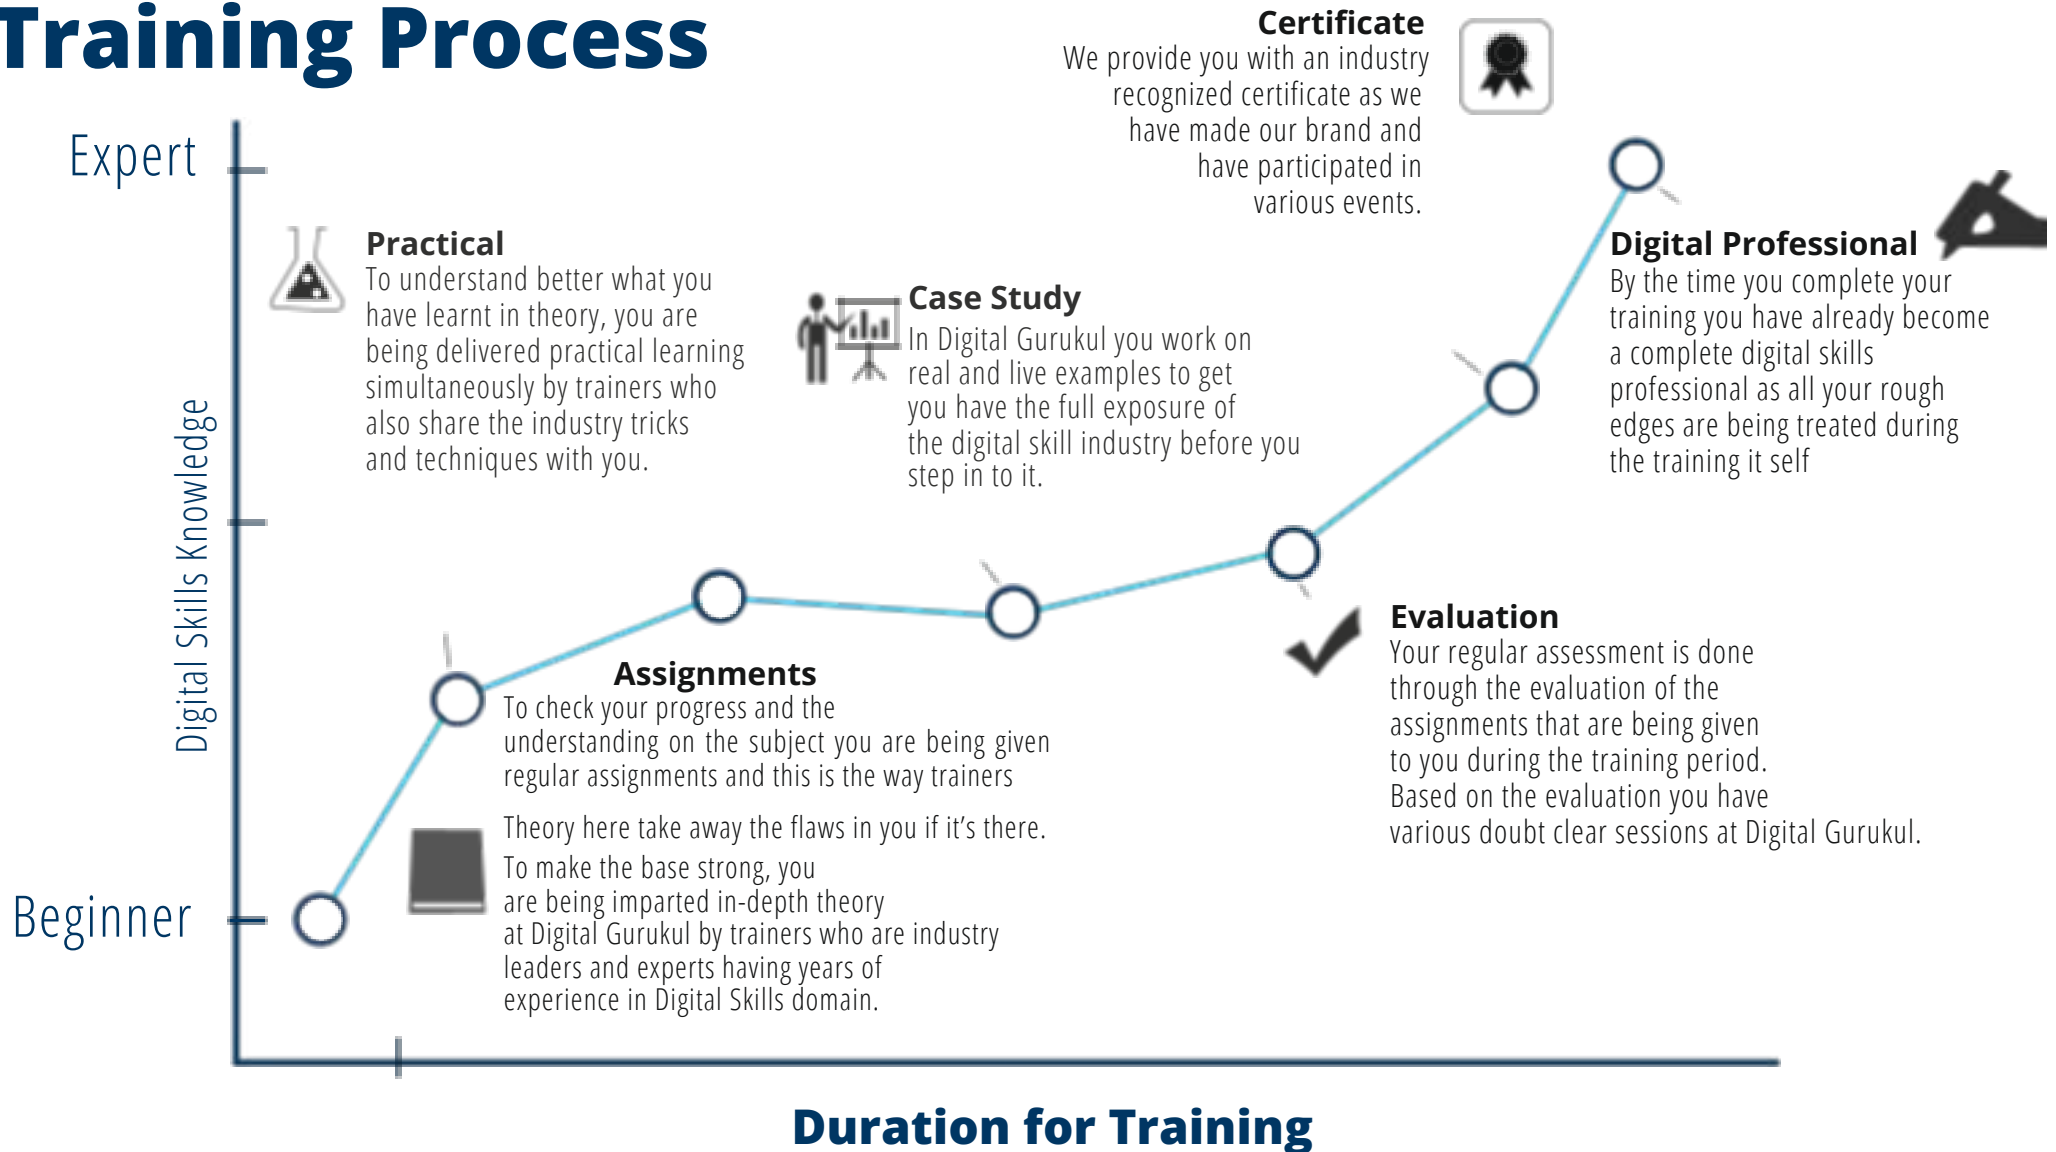 Training Process
Certificate
We provide you with an industry
recognized certificate as we
have made our brand and
have participated in
various events.
Expert
Practical
To understand better what you
have learnt in theory, you are
being delivered practical learning
simultaneously by trainers who
also share the industry tricks
and techniques with you.
Case Study
In Digital Gurukul you work on
real and live examples to get
you have the full exposure of
the digital skill industry before you
step in to it.
Digital Professional
By the time you complete your
training you have already become
a complete digital skills
professional as all your rough
edges are being treated during
the training it self
Digital Skills Knowledge
Assignments
To check your progress and the
understanding on the subject you are being given
regular assignments and this is the way trainers
Theory here take away the flaws in you if it’s there.
To make the base strong, you
are being imparted in-depth theory
at Digital Gurukul by trainers who are industry
leaders and experts having years of
experience in Digital Skills domain.
Evaluation
Your regular assessment is done
through the evaluation of the
assignments that are being given
to you during the training period.
Based on the evaluation you have
various doubt clear sessions at Digital Gurukul.
Beginner
Duration for Training